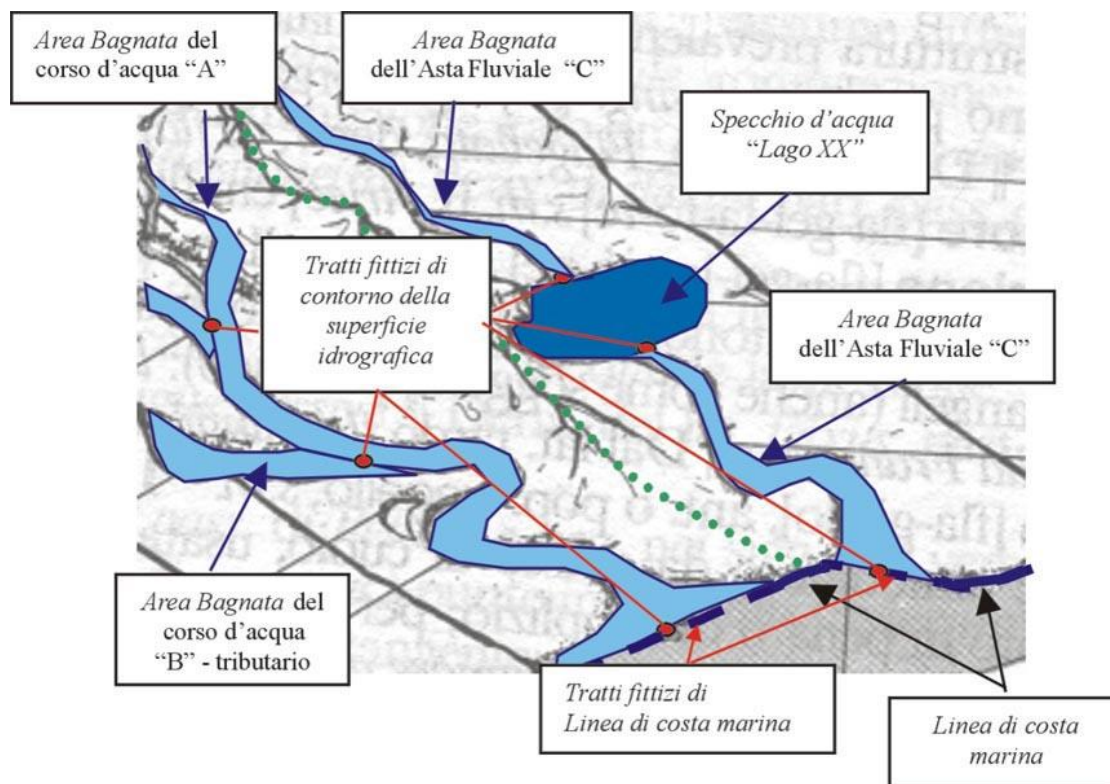 Area Bagnata del
corso d'acqua "A"
Area Bagnata
dell'Asta Fluviale "C"
Specchio d'acqua
"Lago XX"
Tratti fittizi di
contorno della
superficie
idrografica
Area Bagnata
dell'Asta Fluviale "C"
Area Bagnata del
corso d'acqua
"B" - tributario
Tratti fittizi di
Linea di costa marina
Linea di costa
marina